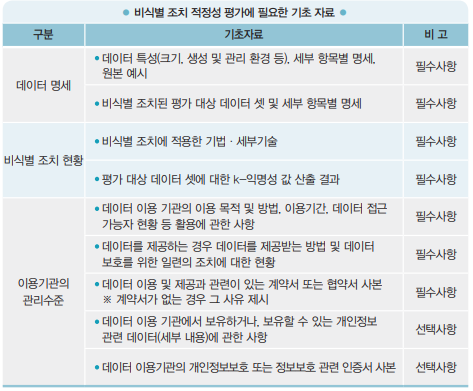 ● 비식별 조치 적정성 평가에 필요한 기초 자료 ●
구분 기초자료 비 고
데이터 명세
● 데이터 특성(크기, 생성 및 관리 환경 등), 세부 항목별 명세,
원본 예시
필수사항
● 비식별 조치된 평가 대상 데이터 셋 및 세부 항목별 명세 필수사항
비식별 조치 현황
● 비식별 조치에 적용한 기법ㆍ세부기술 필수사항
● 평가 대상 데이터 셋에 대한 k-익명성 값 산출 결과 필수사항
이용기관의
관리수준
● 데이터 이용 기관의 이용 목적 및 방법, 이용기간, 데이터 접근
가능자 현황 등 활용에 관한 사항
필수사항
● 데이터를 제공하는 경우 데이터를 제공받는 방법 및 데이터
보호를 위한 일련의 조치에 대한 현황
필수사항
● 데이터 이용 및 제공과 관련이 있는 계약서 또는 협약서 사본
※ 계약서가 없는 경우 그 사유 제시
필수사항
● 데이터 이용 기관에서 보유하거나, 보유할 수 있는 개인정보
관련 데이터(세부 내용)에 관한 사항
선택사항
● 데이터 이용기관의 개인정보보호 또는 정보보호 관련 인증서 사본 선택사항